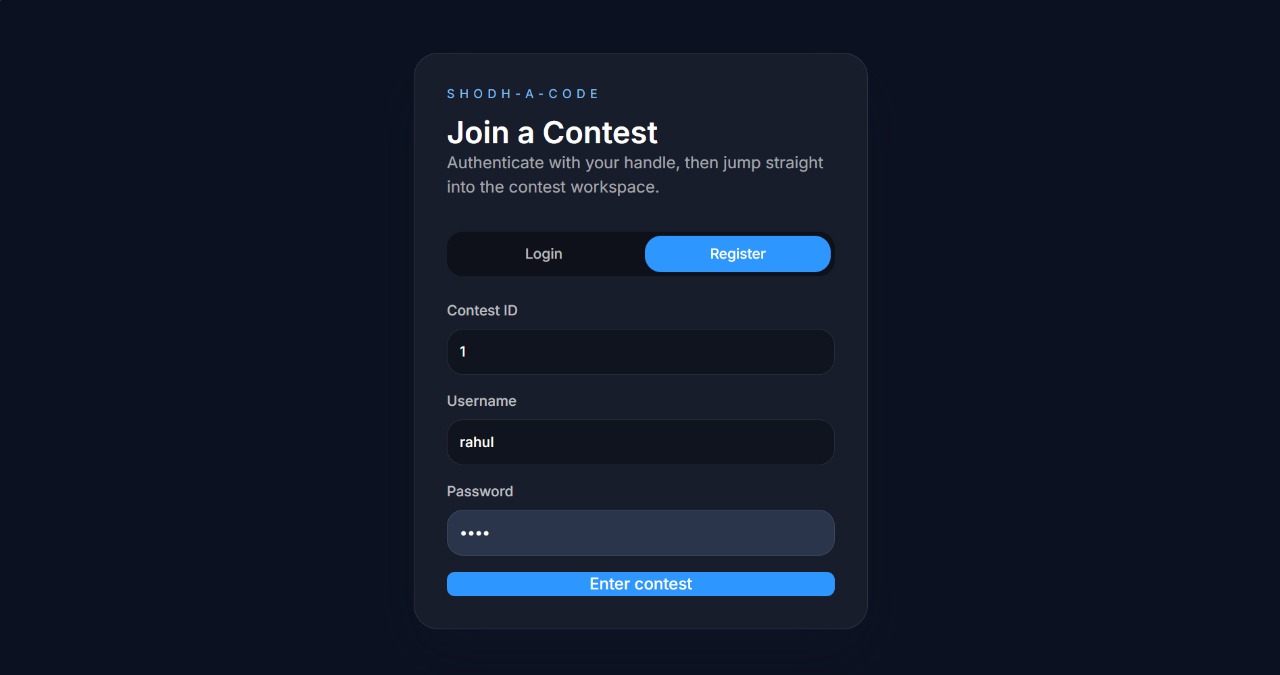 SHODH-A-CODE
Join a Contest
Authenticate with your handle, then jump straight
into the contest workspace.
Login
Register
Contest ID
1
Username
rahul
Password
••••
Enter contest